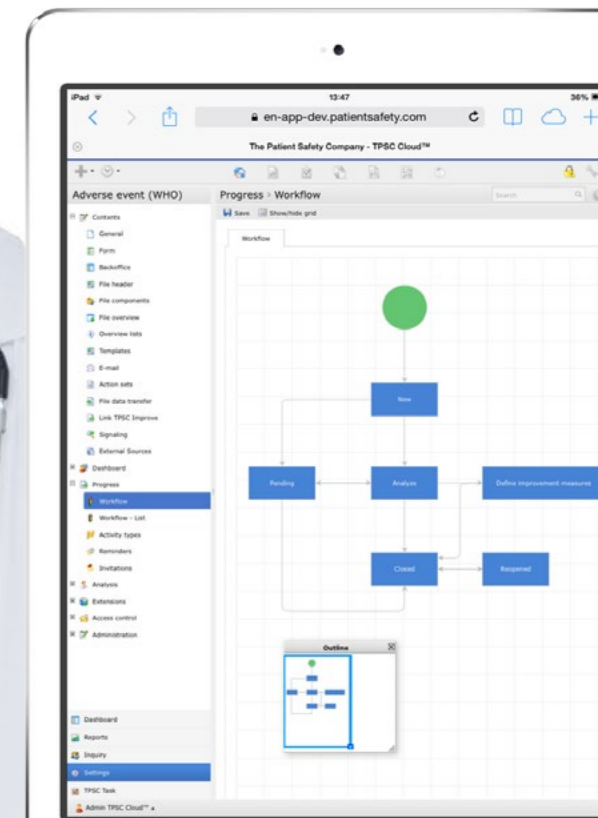 iPad
13:47
36%
en-app-dev.patientsafety.com
The Patient Safety Company - TPSC Cloud™
Adverse event (WHO)
Progress > Workflow
Search
Save
Show/hide grid
Workflow
Contents
General
Form
Backoffice
File header
File components
File overview
Overview lists
Templates
E-mail
Action sets
File data transfer
Link TPSC Improve
Signaling
External Sources
Dashboard
Progress
Workflow
Workflow - List
Activity types
Reminders
Invitations
Analysis
Extensions
Access control
Administration
New
Pending
Analyze
Define improvement measures
Closed
Reopened
Outline
Dashboard
Reports
Inquiry
Settings
TPSC Task
Admin TPSC Cloud™